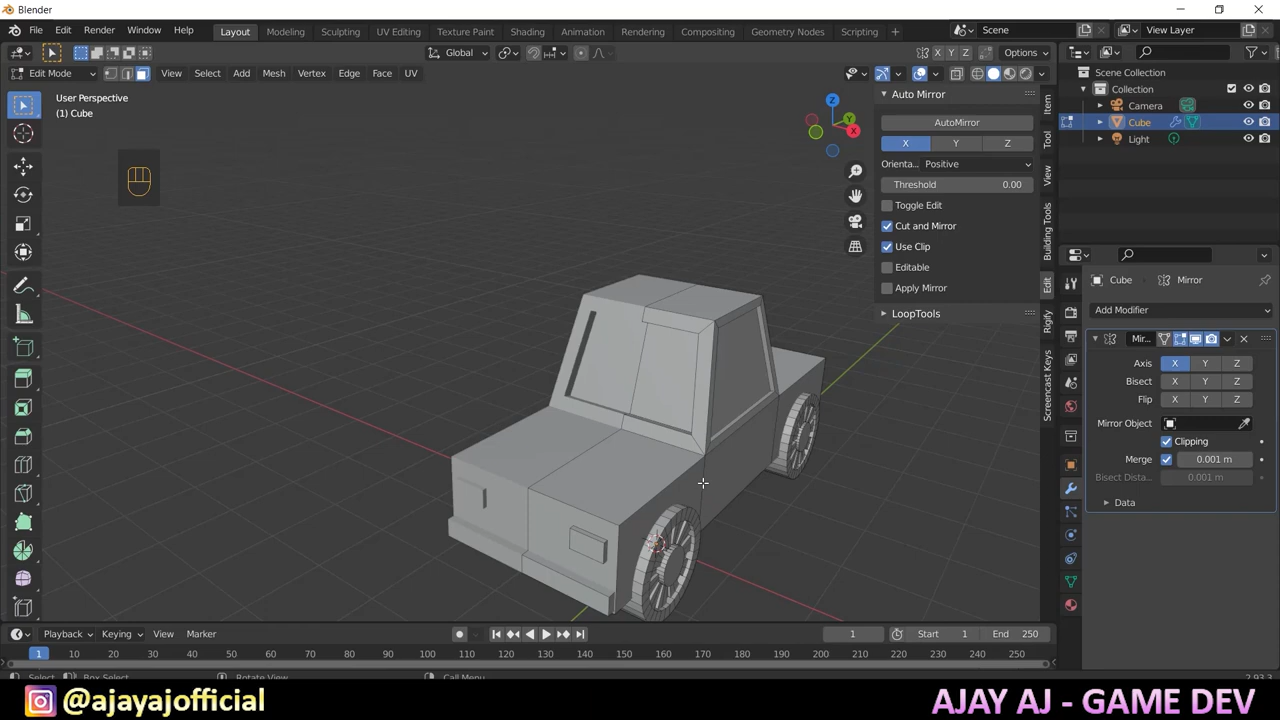 Blender
File Edit Render Window Help Layout Modeling Sculpting UV Editing Texture Paint Shading Animation Rendering Compositing Geometry Nodes Scripting + Scene View Layer
Global X Y Z Options
Edit Mode View Select Add Mesh Vertex Edge Face UV
User Perspective
(1) Cube
Z
Y
X
Auto Mirror
AutoMirror
X Y Z
Orienta... Positive
Threshold 0.00
Toggle Edit
Cut and Mirror
Use Clip
Editable
Apply Mirror
LoopTools
Item
Tool
View
Building Tools
Edit
Rigify
Screencast Keys
Scene Collection
Collection
Camera
Cube
Light
Cube Mirror
Add Modifier
Mir...
Axis X Y Z
Bisect X Y Z
Flip X Y Z
Mirror Object
Clipping
Merge 0.001 m
Bisect Dista... 0.001 m
Data
Playback Keying View Marker 1 Start 1 End 250
1 10 20 30 40 50 60 70 80 90 100 110 120 130 140 150 160 170 180 190 200 210 220 230 240 250
Select Box Select Rotate View Call Menu 2.93.3
@ajayajofficial
AJAY AJ - GAME DEV